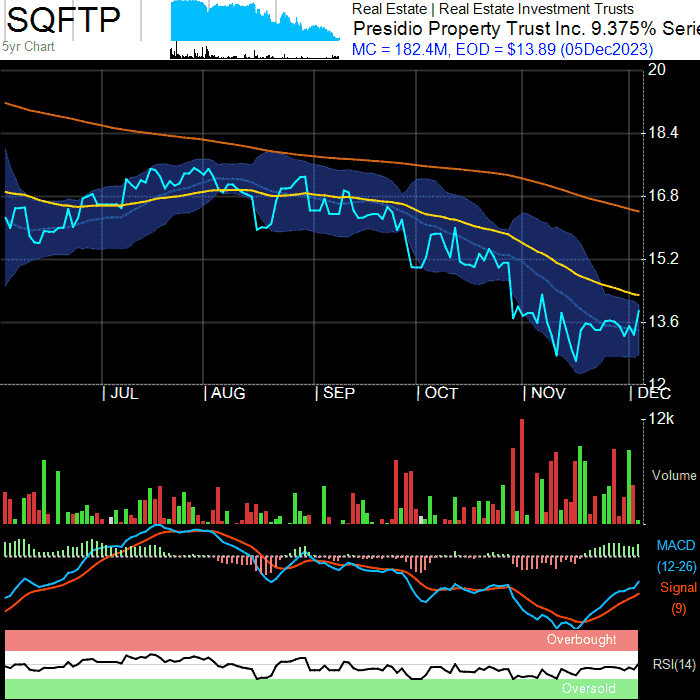 SQFTP
5yr Chart
Real Estate | Real Estate Investment Trusts
Presidio Property Trust Inc. 9.375% Serie
MC = 182.4M, EOD = $13.89 (05Dec2023)
20
18.4
16.8
15.2
13.6
12
| JUL | AUG | SEP | OCT | NOV | DEC
12k
Volume
MACD
(12-26)
Signal
(9)
Overbought
RSI(14)
Oversold